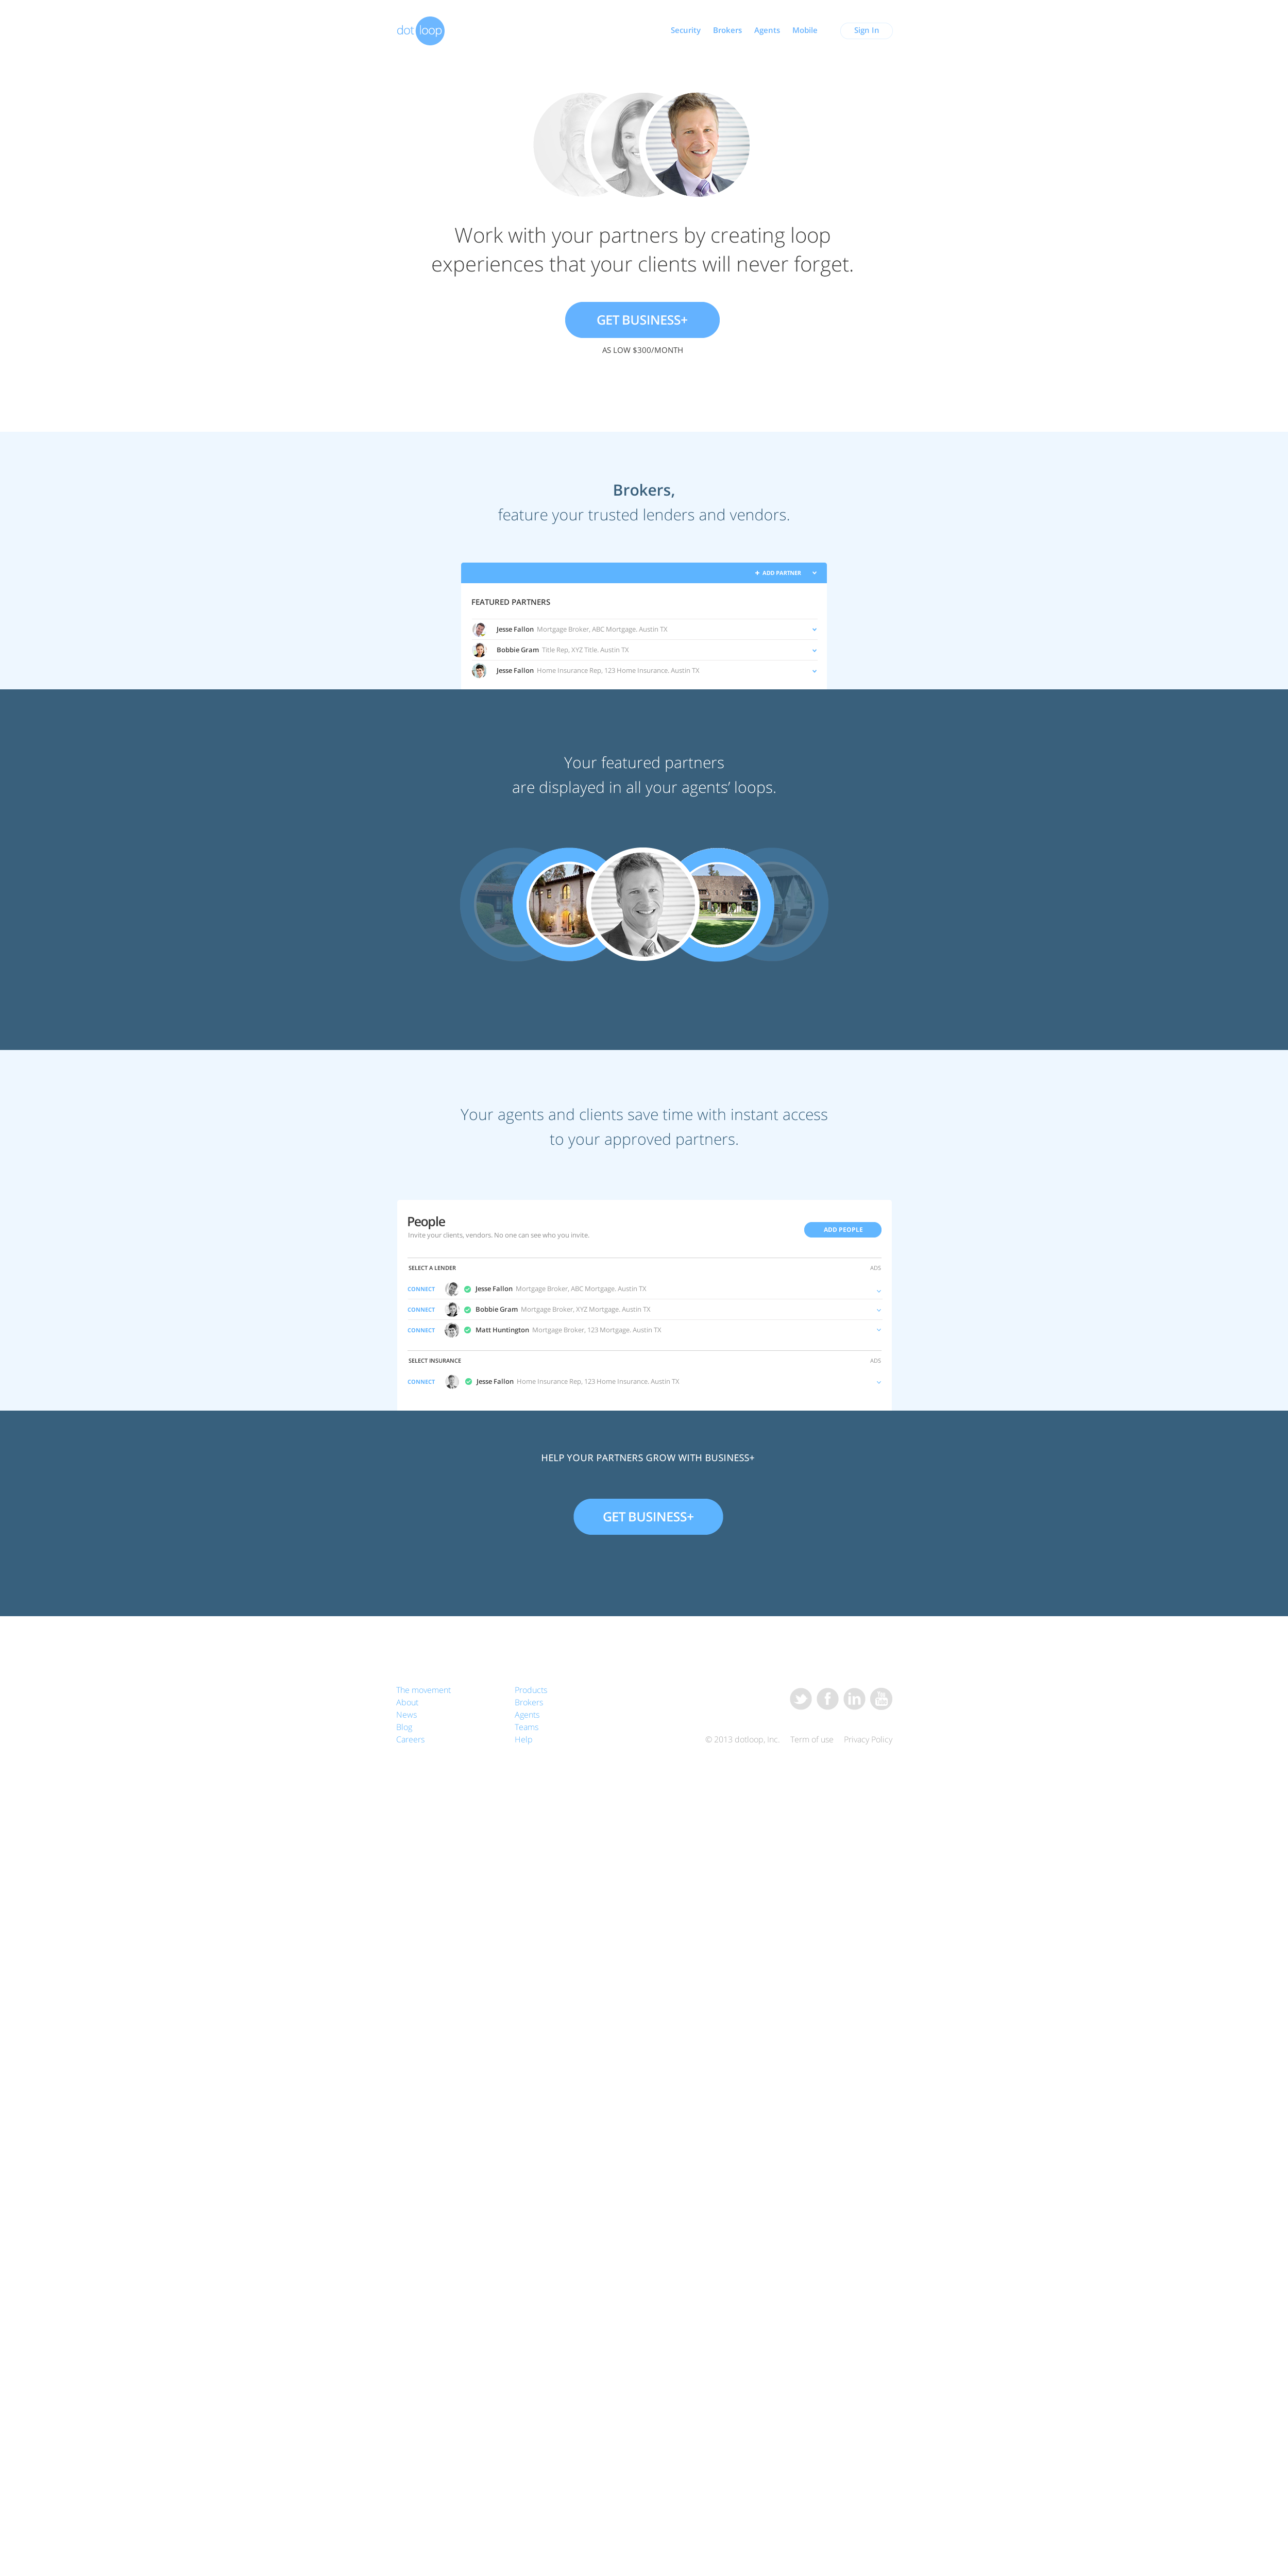 dotloop
Security Brokers Agents Mobile Sign In
Work with your partners by creating loop
experiences that your clients will never forget.
GET BUSINESS+
AS LOW $300/MONTH
Brokers,
feature your trusted lenders and vendors.
+ ADD PARTNER
FEATURED PARTNERS
Jesse Fallon Mortgage Broker, ABC Mortgage. Austin TX
Bobbie Gram Title Rep, XYZ Title. Austin TX
Jesse Fallon Home Insurance Rep, 123 Home Insurance. Austin TX
Your featured partners
are displayed in all your agents’ loops.
Your agents and clients save time with instant access
to your approved partners.
People
Invite your clients, vendors. No one can see who you invite.
ADD PEOPLE
SELECT A LENDER ADS
CONNECT Jesse Fallon Mortgage Broker, ABC Mortgage. Austin TX
CONNECT Bobbie Gram Mortgage Broker, XYZ Mortgage. Austin TX
CONNECT Matt Huntington Mortgage Broker, 123 Mortgage. Austin TX
SELECT INSURANCE ADS
CONNECT Jesse Fallon Home Insurance Rep, 123 Home Insurance. Austin TX
HELP YOUR PARTNERS GROW WITH BUSINESS+
GET BUSINESS+
The movement
About
News
Blog
Careers
Products
Brokers
Agents
Teams
Help
f in You Tube
© 2013 dotloop, inc. Term of use Privacy Policy